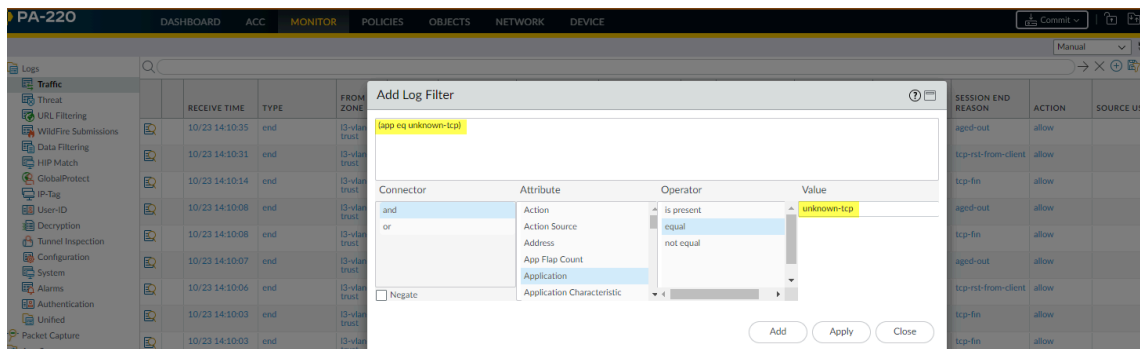 PA-220 DASHBOARD ACC MONITOR POLICIES OBJECTS NETWORK DEVICE Commit
Manual
Logs
Traffic
Threat
URL Filtering
WildFire Submissions
Data Filtering
HIP Match
GlobalProtect
IP-Tag
User-ID
Decryption
Tunnel Inspection
Configuration
System
Alarms
Authentication
Unified
Packet Capture
RECEIVE TIME TYPE FROM ZONE
10/23 14:10:35 end
10/23 14:10:31 end
10/23 14:10:14 end
10/23 14:10:08 end
10/23 14:10:08 end
10/23 14:10:07 end
10/23 14:10:06 end
10/23 14:10:03 end
10/23 14:10:03 end
Add Log Filter
(app eq unknown-tcp)
Connector Attribute Operator Value
and
or
Negate
Action
Action Source
Address
App Flap Count
Application
Application Characteristic
is present
equal
not equal
unknown-tcp
Add Apply Close
SESSION END REASON ACTION SOURCE
aged-out allow
tcp-rst-from-client allow
tcp-fin allow
aged-out allow
tcp-fin allow
aged-out allow
tcp-rst-from-client allow
tcp-fin allow
tcp-fin allow